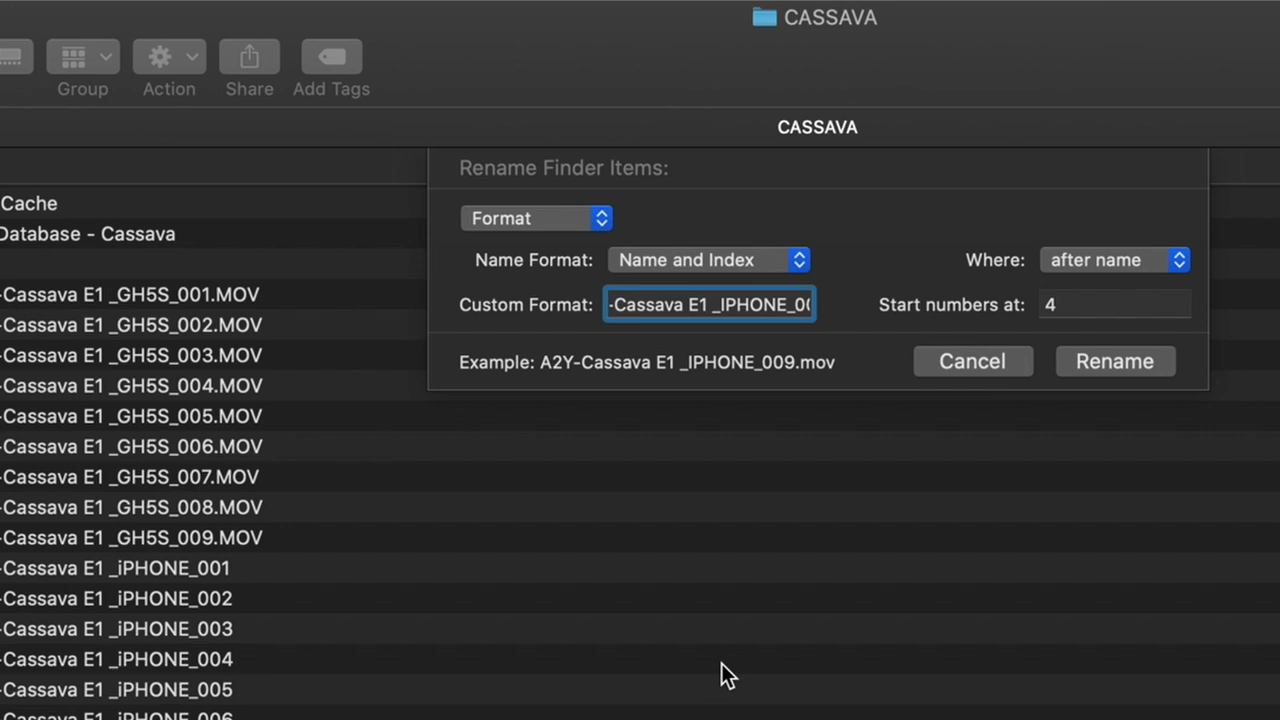 CASSAVA
Group
Action
Share
Add Tags
CASSAVA
Rename Finder Items:
Format
Name Format: Name and Index Where: after name
Custom Format: -Cassava E1 _IPHONE_00 Start numbers at: 4
Example: A2Y-Cassava E1 _IPHONE_009.mov Cancel Rename
Cache
Database - Cassava
-Cassava E1 _GH5S_001.MOV
-Cassava E1 _GH5S_002.MOV
-Cassava E1 _GH5S_003.MOV
-Cassava E1 _GH5S_004.MOV
-Cassava E1 _GH5S_005.MOV
-Cassava E1 _GH5S_006.MOV
-Cassava E1 _GH5S_007.MOV
-Cassava E1 _GH5S_008.MOV
-Cassava E1 _GH5S_009.MOV
-Cassava E1 _iPHONE_001
-Cassava E1 _iPHONE_002
-Cassava E1 _iPHONE_003
-Cassava E1 _iPHONE_004
-Cassava E1 _iPHONE_005
-Cassava E1 _iPHONE_006